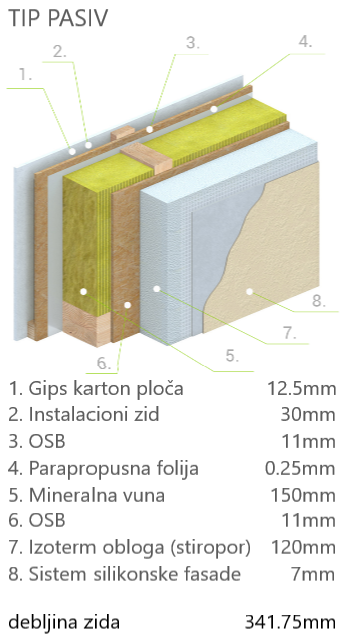 TIP PASIV
1.
2.
3.
4.
5.
6.
7.
8.
1. Gips karton ploča 12.5mm
2. Instalacioni zid 30mm
3. OSB 11mm
4. Parapropusna folija 0.25mm
5. Mineralna vuna 150mm
6. OSB 11mm
7. Izoterm obloga (stiropor) 120mm
8. Sistem silikonske fasade 7mm
debljina zida 341.75mm